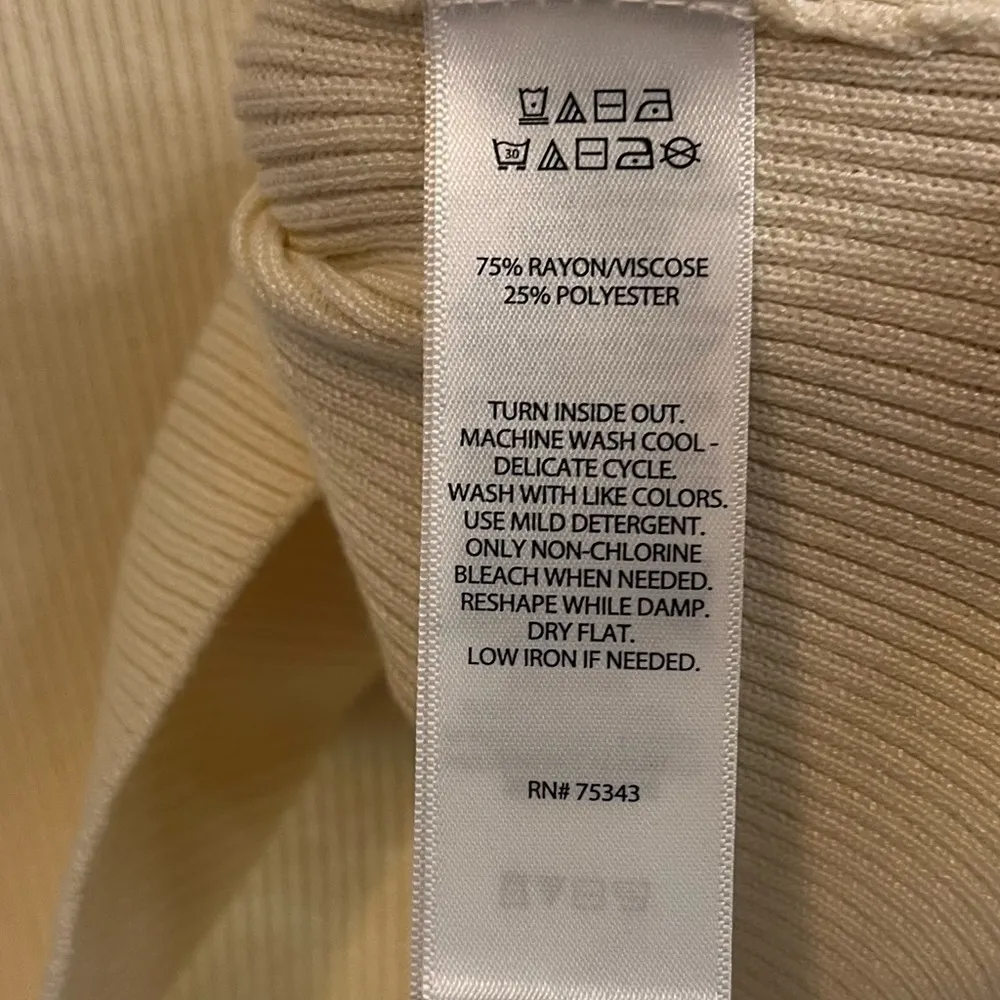 30
75% RAYON/VISCOSE
25% POLYESTER
TURN INSIDE OUT.
MACHINE WASH COOL -
DELICATE CYCLE.
WASH WITH LIKE COLORS.
USE MILD DETERGENT.
ONLY NON-CHLORINE
BLEACH WHEN NEEDED.
RESHAPE WHILE DAMP.
DRY FLAT.
LOW IRON IF NEEDED.
RN# 75343